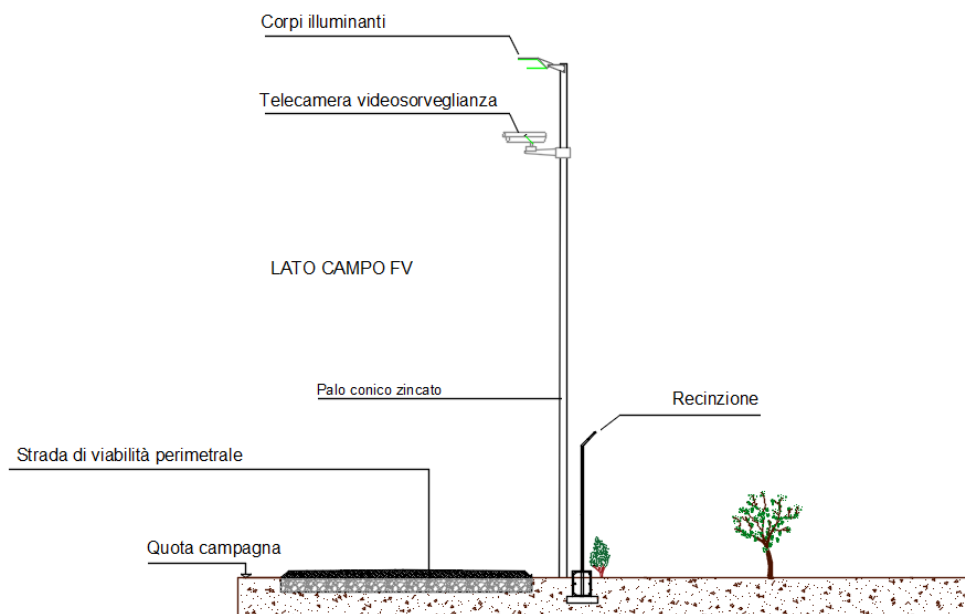 Corpi illuminanti
Telecamera videosorveglianza
LATO CAMPO FV
Palo conico zincato
Recinzione
Strada di viabilità perimetrale
Quota campagna